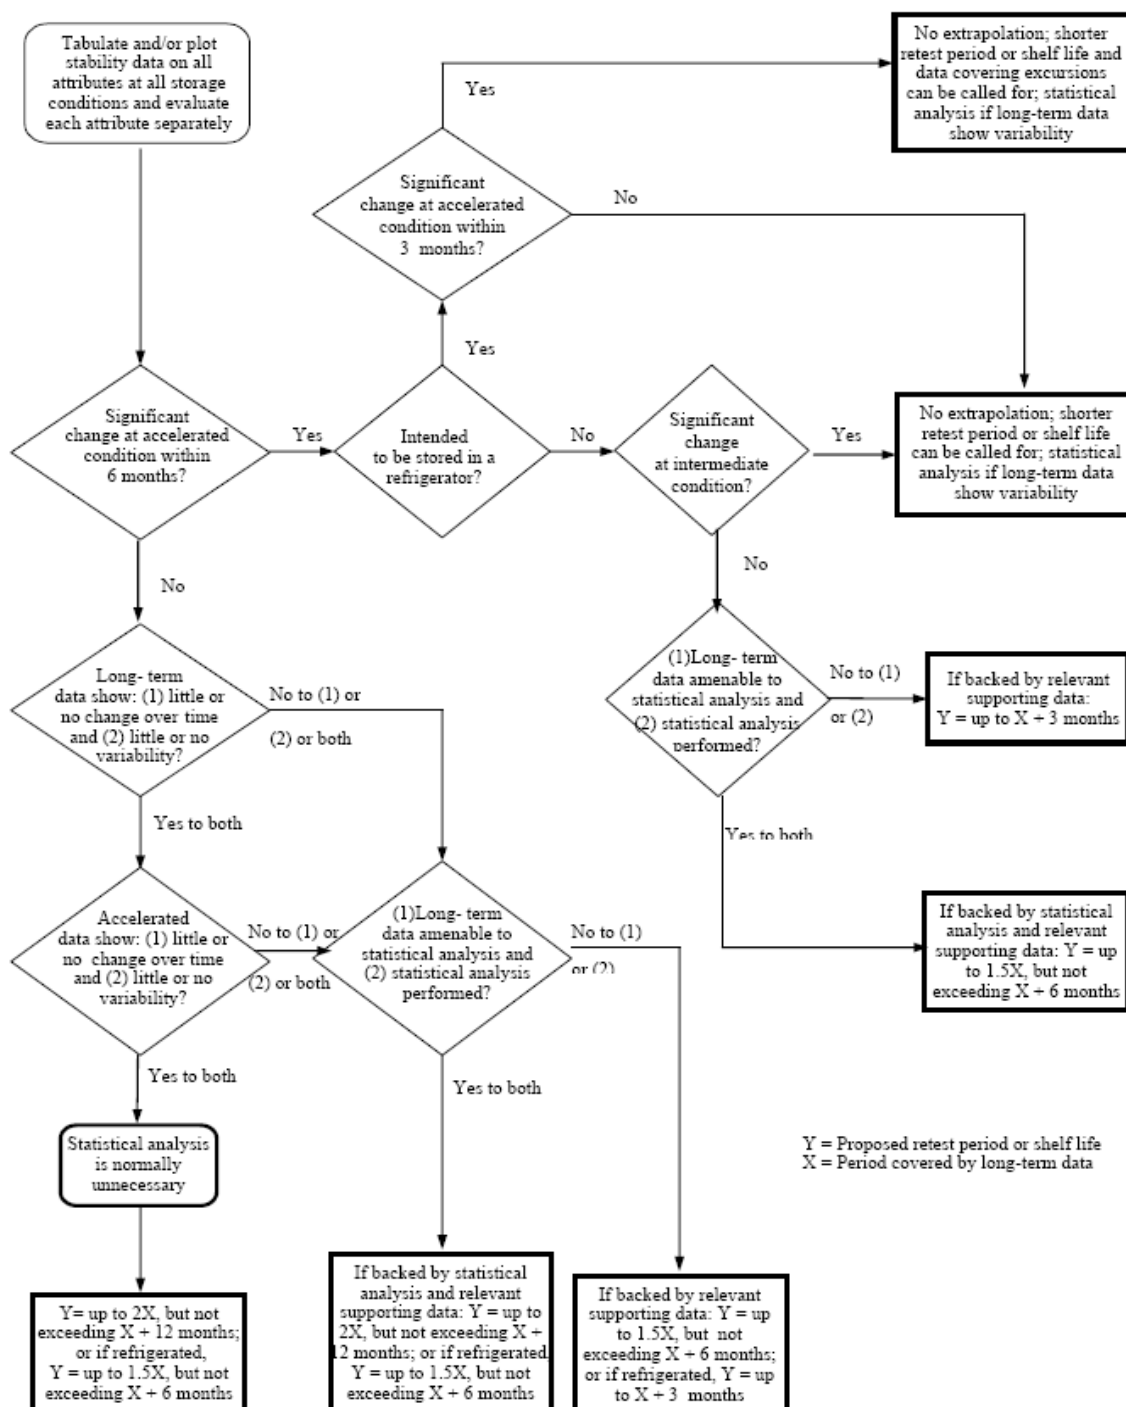 Tabulate and/or plot
stability data on all
attributes at all storage
conditions and evaluate
each attribute separately
No extrapolation; shorter
retest period or shelf life and
data covering excursions
can be called for; statistical
analysis if long-term data
show variability
Yes
Significant
change at accelerated
condition within
3 months?
No
Yes
Significant
change at accelerated
condition within
6 months?
Yes
Intended
to be stored in a
refrigerator?
No
Significant
change
at intermediate
condition?
Yes
No extrapolation; shorter
retest period or shelf life
can be called for; statistical
analysis if long-term data
show variability
No
No
Long- term
data show: (1) little or
no change over time
and (2) little or no
variability?
No to (1) or
(2) or both
(1)Long- term
data amenable to
statistical analysis and
(2) statistical analysis
performed?
No to (1)
or (2)
If backed by relevant
supporting data:
Y = up to X + 3 months
Yes to both
Yes to both
Accelerated
data show: (1) little or
no change over time
and (2) little or no
variability?
No to (1) or
(2) or both
(1)Long- term
data amenable to
statistical analysis and
(2) statistical analysis
performed?
No to (1)
or (2)
If backed by statistical
analysis and relevant
supporting data: Y = up
to 1.5X, but not
exceeding X + 6 months
Yes to both
Yes to both
Statistical analysis
is normally
unnecessary
Y = Proposed retest period or shelf life
X = Period covered by long-term data
Y= up to 2X, but not
exceeding X + 12 months;
or if refrigerated,
Y = up to 1.5X, but not
exceeding X + 6 months
If backed by statistical
analysis and relevant
supporting data: Y = up to
2X, but not exceeding X +
12 months; or if refrigerated,
Y = up to 1.5X, but not
exceeding X + 6 months
If backed by relevant
supporting data: Y = up
to 1.5X, but not
exceeding X + 6 months;
or if refrigerated, Y = up
to X + 3 months